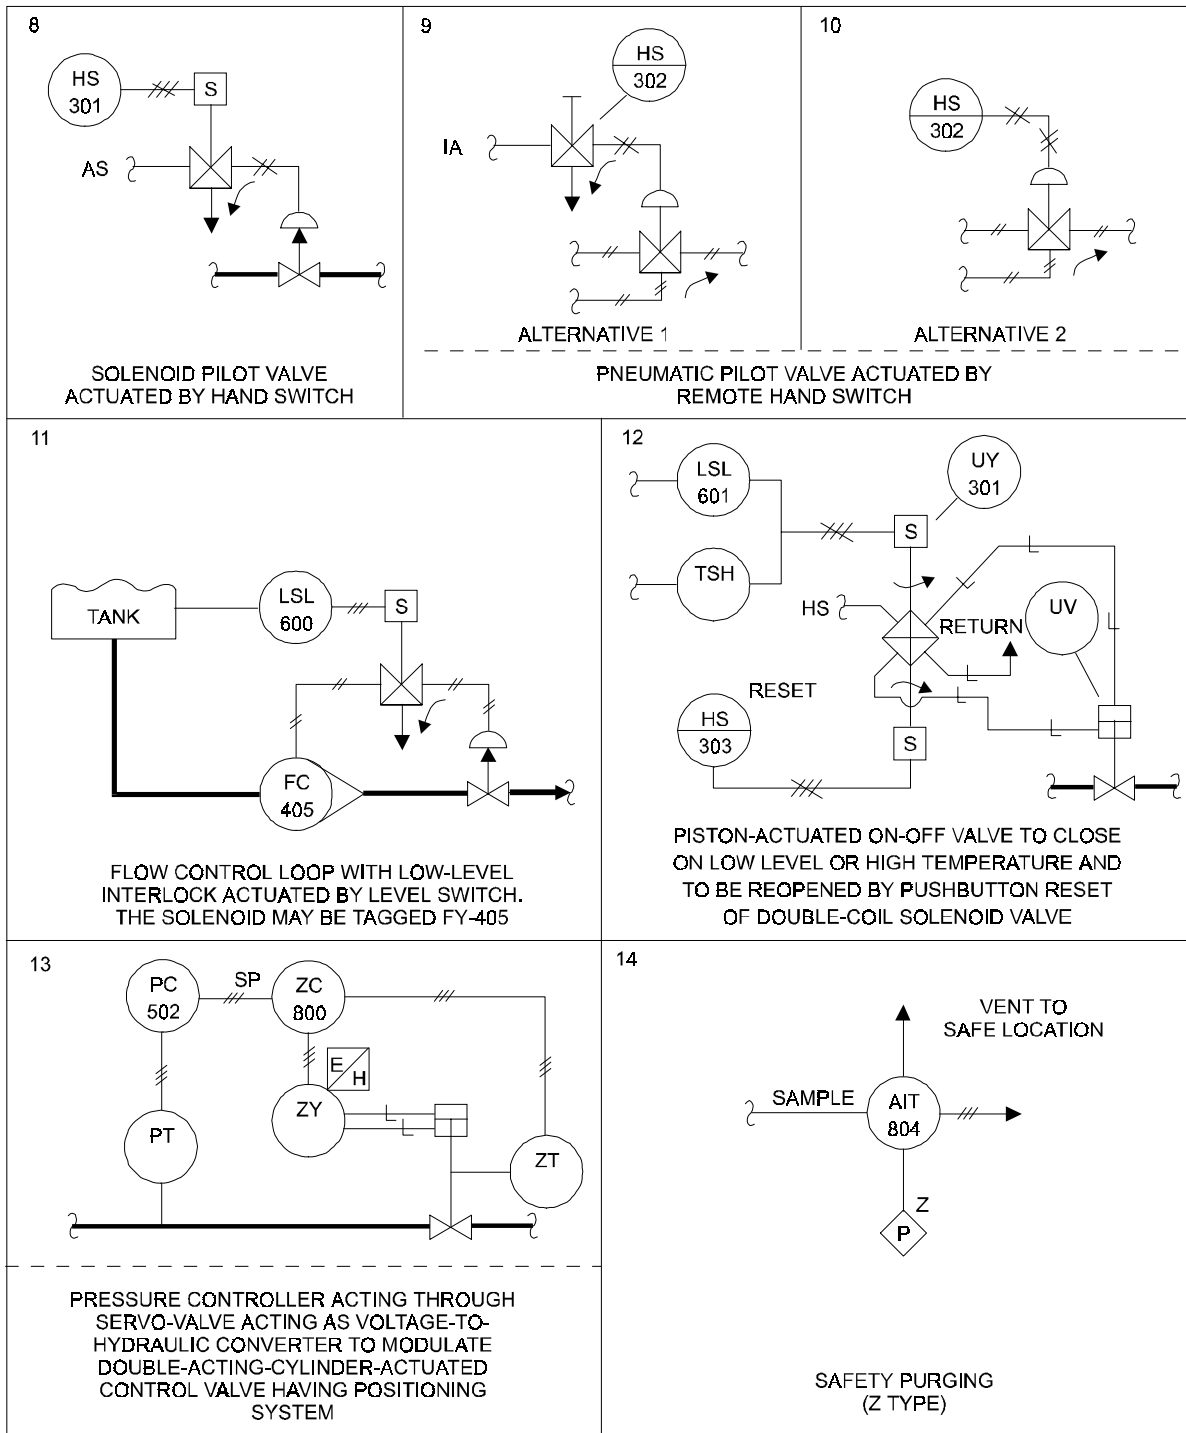 8
HS
301
S
AS
SOLENOID PILOT VALVE
ACTUATED BY HAND SWITCH
9
HS
302
IA
ALTERNATIVE 1
10
HS
302
ALTERNATIVE 2
PNEUMATIC PILOT VALVE ACTUATED BY
REMOTE HAND SWITCH
11
TANK
LSL
600
S
FC
405
FLOW CONTROL LOOP WITH LOW-LEVEL
INTERLOCK ACTUATED BY LEVEL SWITCH.
THE SOLENOID MAY BE TAGGED FY-405
12
LSL
601
UY
301
S
TSH
HS
UV
RETURN
RESET
HS
303
S
PISTON-ACTUATED ON-OFF VALVE TO CLOSE
ON LOW LEVEL OR HIGH TEMPERATURE AND
TO BE REOPENED BY PUSHBUTTON RESET
OF DOUBLE-COIL SOLENOID VALVE
13
PC
502
SP
ZC
800
E
H
ZY
PT
ZT
PRESSURE CONTROLLER ACTING THROUGH
SERVO-VALVE ACTING AS VOLTAGE-TO-
HYDRAULIC CONVERTER TO MODULATE
DOUBLE-ACTING-CYLINDER-ACTUATED
CONTROL VALVE HAVING POSITIONING
SYSTEM
14
VENT TO
SAFE LOCATION
SAMPLE
AIT
804
Z
P
SAFETY PURGING
(Z TYPE)